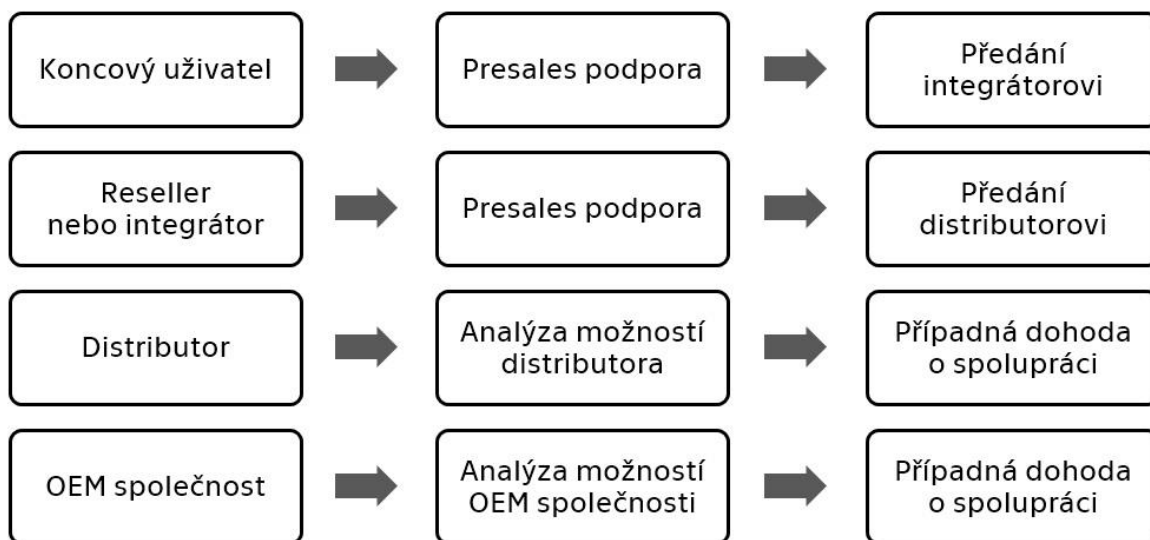 Koncový uživatel
Presales podpora
Předání
integrátorovi
Reseller
nebo integrátor
Presales podpora
Předání
distributorovi
Distributor
Analýza možností
distributora
Případná dohoda
o spolupráci
OEM společnost
Analýza možností
OEM společnosti
Případná dohoda
o spolupráci